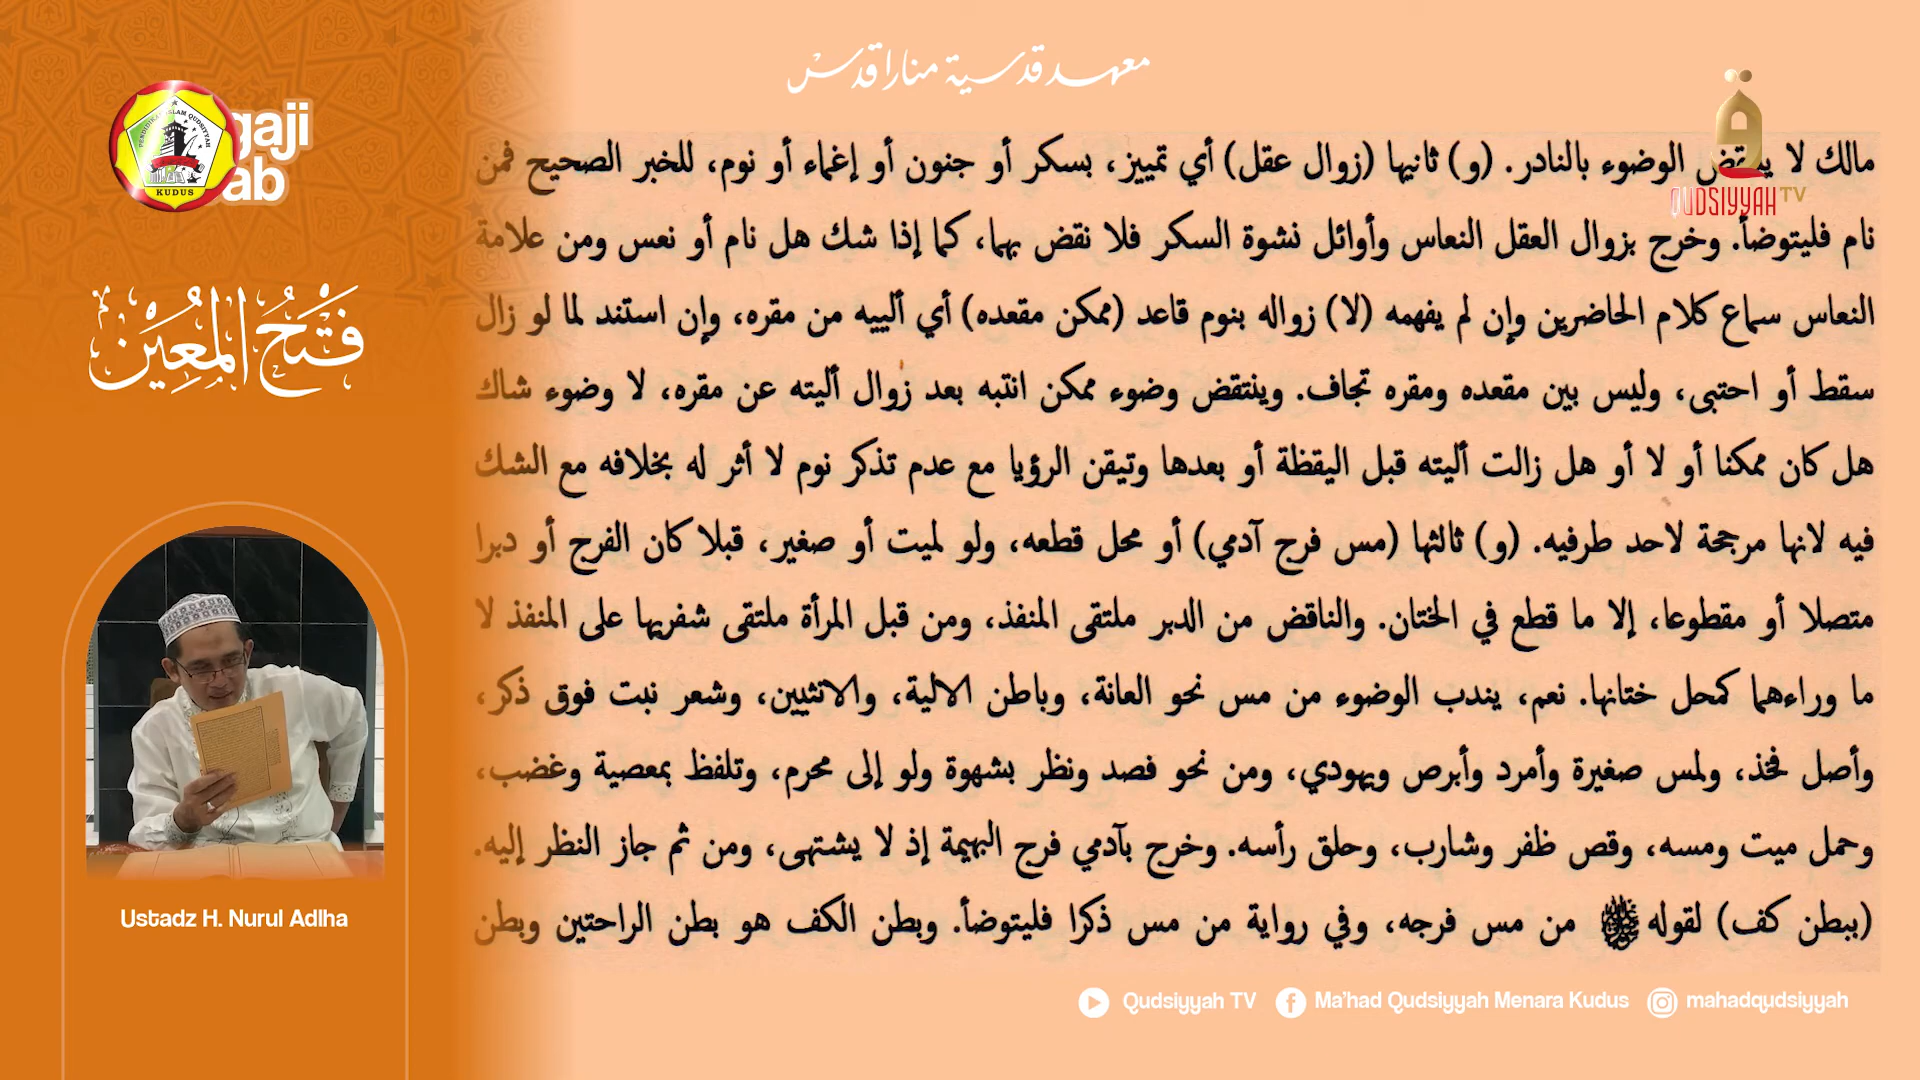 معهد قدسية منارا قدس
gaji
ab
PENDIDIKAN ISLAM QUDSIYYAH
KUDUS
QUDSIYYAH TV
فَتْحُ الْمُعِيْن
مالك لا ينقض الوضوء بالنادر. (و) ثانيها (زوال عقل) أي تمييز، بسكر أو جنون أو إغماء أو نوم، للخبر الصحيح فمن
نام فليتوضأ. وخرج بزوال العقل النعاس وأوائل نشوة السكر فلا نقض بهما، كما إذا شك هل نام أو نعس ومن علامة
النعاس سماع كلام الحاضرين وإن لم يفهمه (لا) زواله بنوم قاعد (ممكن مقعده) أي ألييه من مقره، وإن استند لما لو زال
سقط أو احتبى، وليس بين مقعده ومقره تجاف. وينتقض وضوء ممكن انتبه بعد زوال أليته عن مقره، لا وضوء شاك
هل كان ممكنا أو لا أو هل زالت أليته قبل اليقظة أو بعدها وتيقن الرؤيا مع عدم تذكر نوم لا أثر له بخلافه مع الشك
فيه لانها مرجحة لاحد طرفيه. (و) ثالثها (مس فرج آدمي) أو محل قطعه، ولو لميت أو صغير، قبلا كان الفرج أو دبرا
متصلا أو مقطوعا، إلا ما قطع في الختان. والناقض من الدبر ملتقى المنفذ، ومن قبل المرأة ملتقى شفريها على المنفذ لا
ما وراءهما كمحل ختانها. نعم، يندب الوضوء من مس نحو العانة، وباطن الالية، والانثيين، وشعر نبت فوق ذكر،
وأصل فخذ، ولمس صغيرة وأمرد وأبرص ويهودي، ومن نحو فصد ونظر بشهوة ولو إلى محرم، وتلفظ بمعصية وغضب،
وحمل ميت ومسه، وقص ظفر وشارب، وحلق رأسه. وخرج بآدمي فرج البهيمة إذ لا يشتهى، ومن ثم جاز النظر إليه.
(ببطن كف) لقوله ﷺ من مس فرجه، وفي رواية من مس ذكرا فليتوضأ. وبطن الكف هو بطن الراحتين وبطن
Ustadz H. Nurul Adlha
Qudsiyyah TV Ma'had Qudsiyyah Menara Kudus mahadqudsiyyah